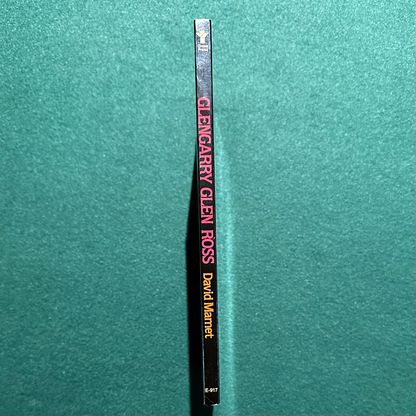 GLENGARRY GLEN ROSS
David Mamet
E-917